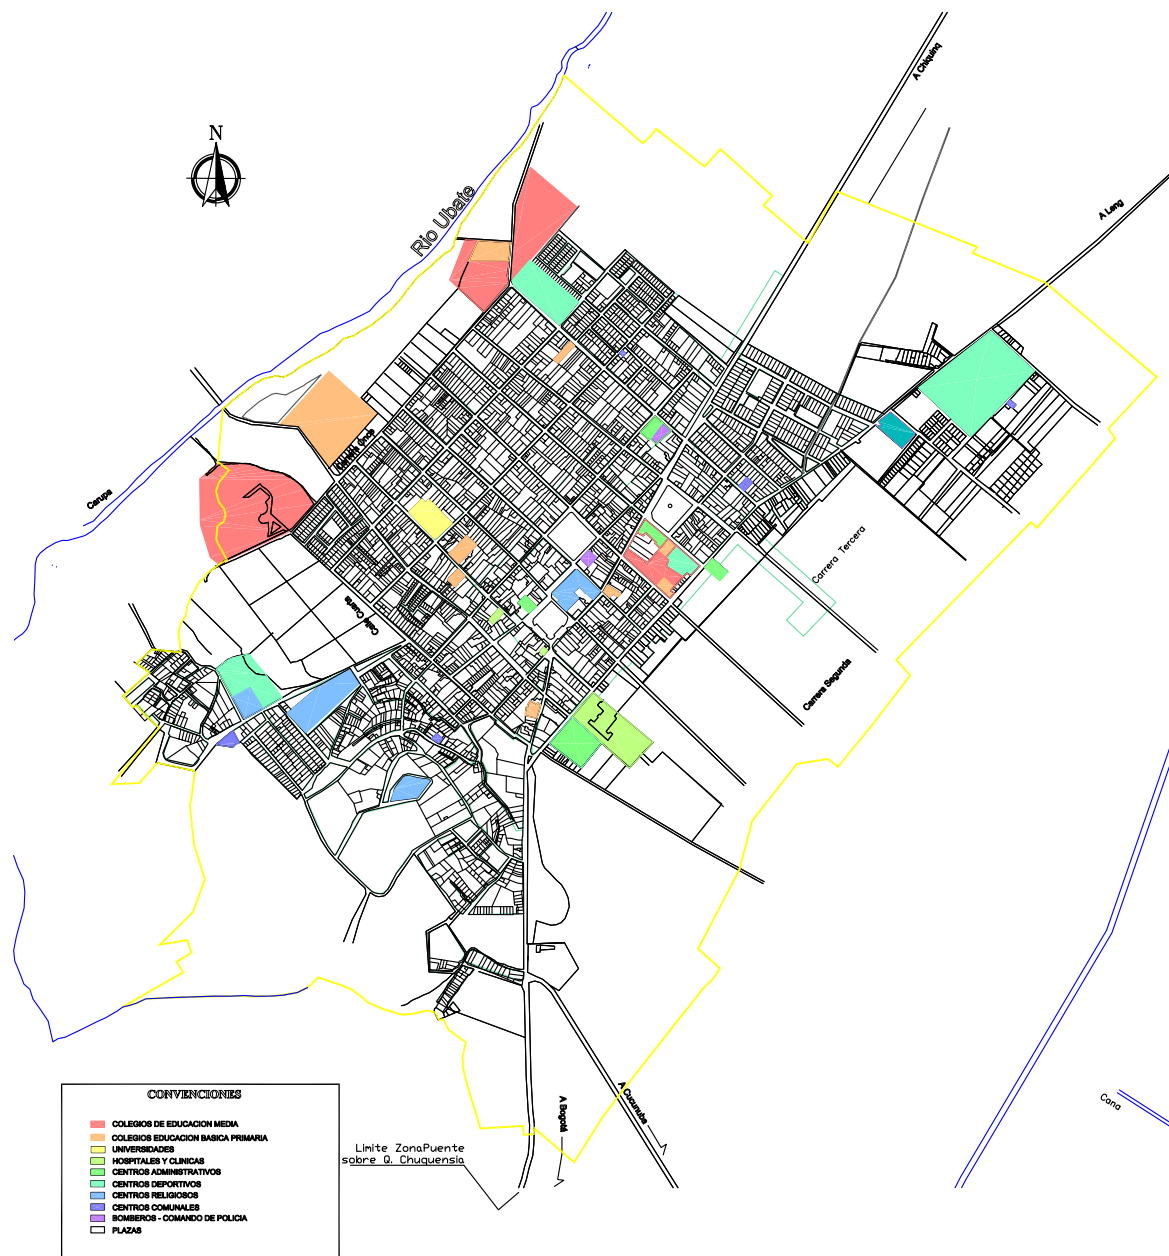 A Chiquinq
N
Rio Ubate
A Leng
Carupa
Carrera Tercera
Calle Cuarta
Carrera Segunda
CONVENCIONES
COLEGIOS DE EDUCACION MEDIA
COLEGIOS EDUCACION BASICA PRIMARIA
UNIVERSIDADES
HOSPITALES Y CLINICAS
CENTROS ADMINISTRATIVOS
CENTROS DEPORTIVOS
CENTROS RELIGIOSOS
CENTROS COMUNALES
BOMBEROS - COMANDO DE POLICIA
PLAZAS
Limite ZonaPuente
sobre Q. Chuquensia
A Bogotá
A Cucunuba
Cana